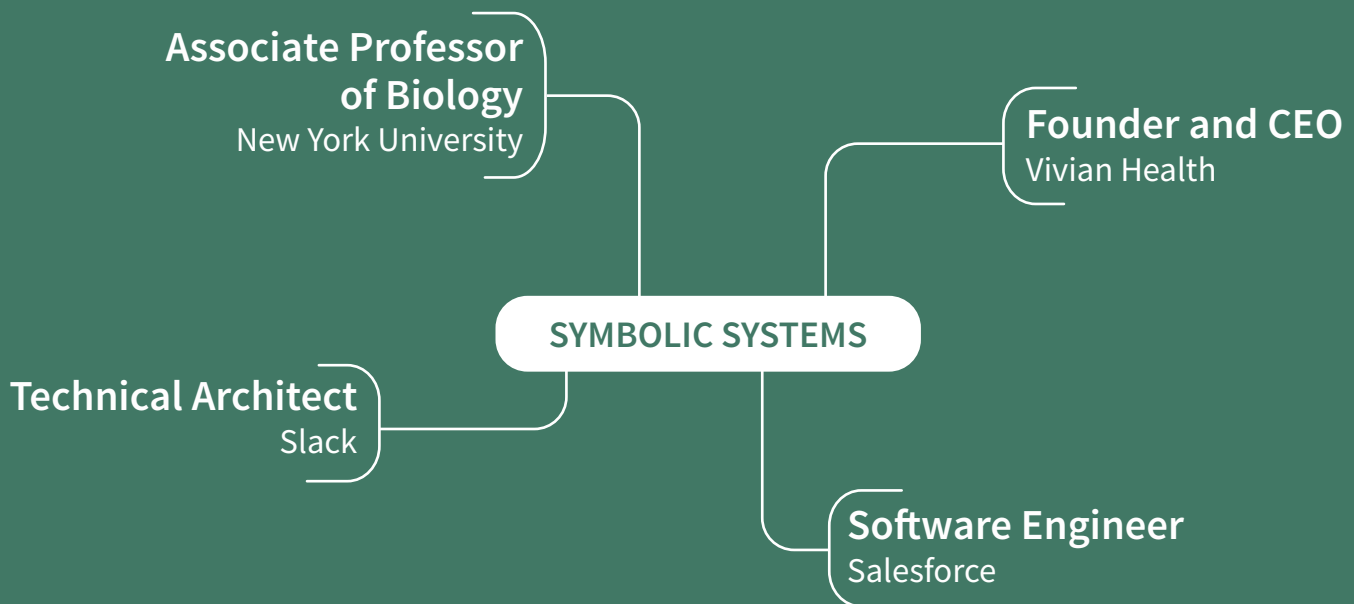 Associate Professor
of Biology
New York University
Founder and CEO
Vivian Health
SYMBOLIC SYSTEMS
Technical Architect
Slack
Software Engineer
Salesforce